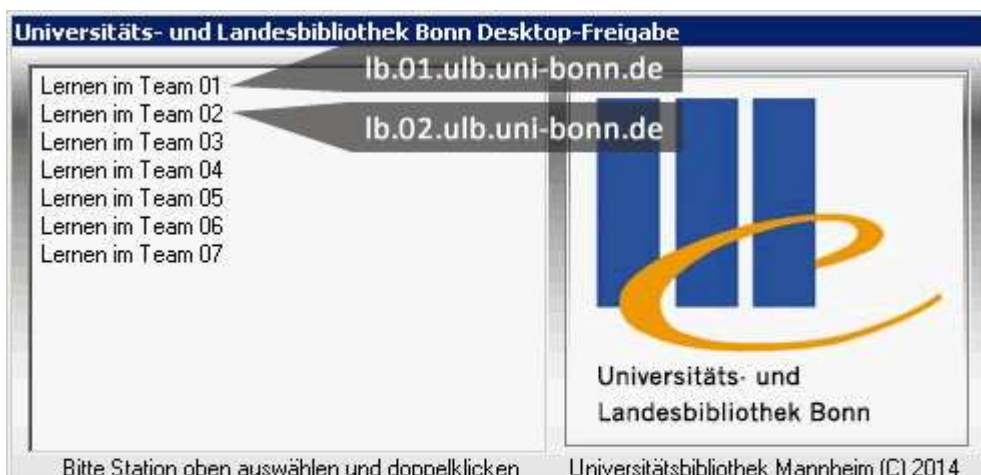 Universitäts- und Landesbibliothek Bonn Desktop-Freigabe
Lernen im Team 01
lb.01.ulb.uni-bonn.de
Lernen im Team 02
lb.02.ulb.uni-bonn.de
Lernen im Team 03
Lernen im Team 04
Lernen im Team 05
Lernen im Team 06
Lernen im Team 07
Universitäts- und
Landesbibliothek Bonn
Bitte Station oben auswählen und doppelklicken
Universitätsbibliothek Mannheim (C) 2014